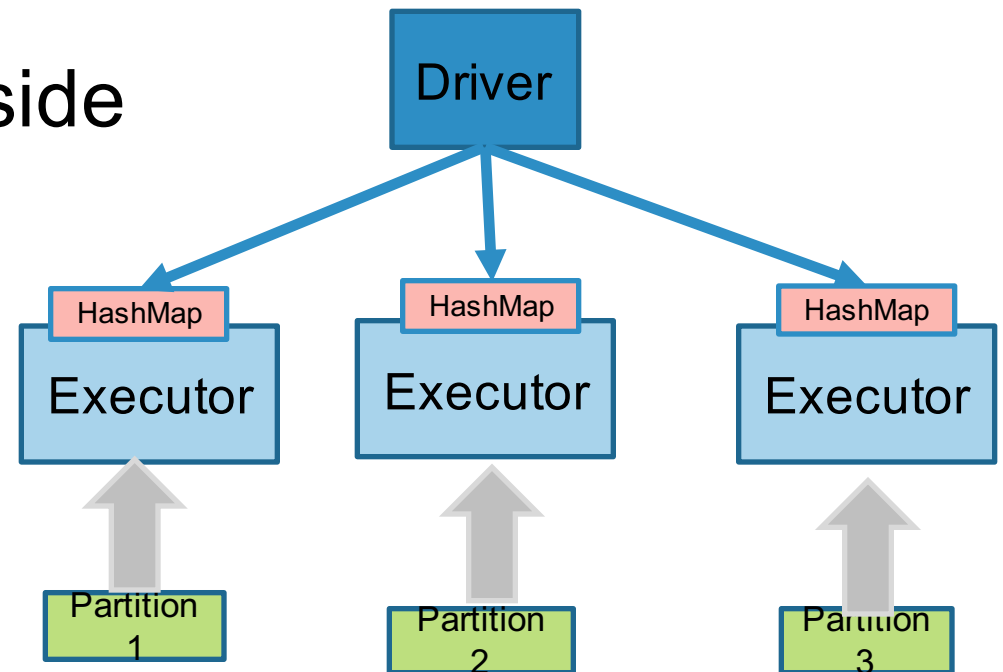 side
Driver
HashMap
HashMap
HashMap
Executor
Executor
Executor
Partition
1
Partition
2
Partition
3